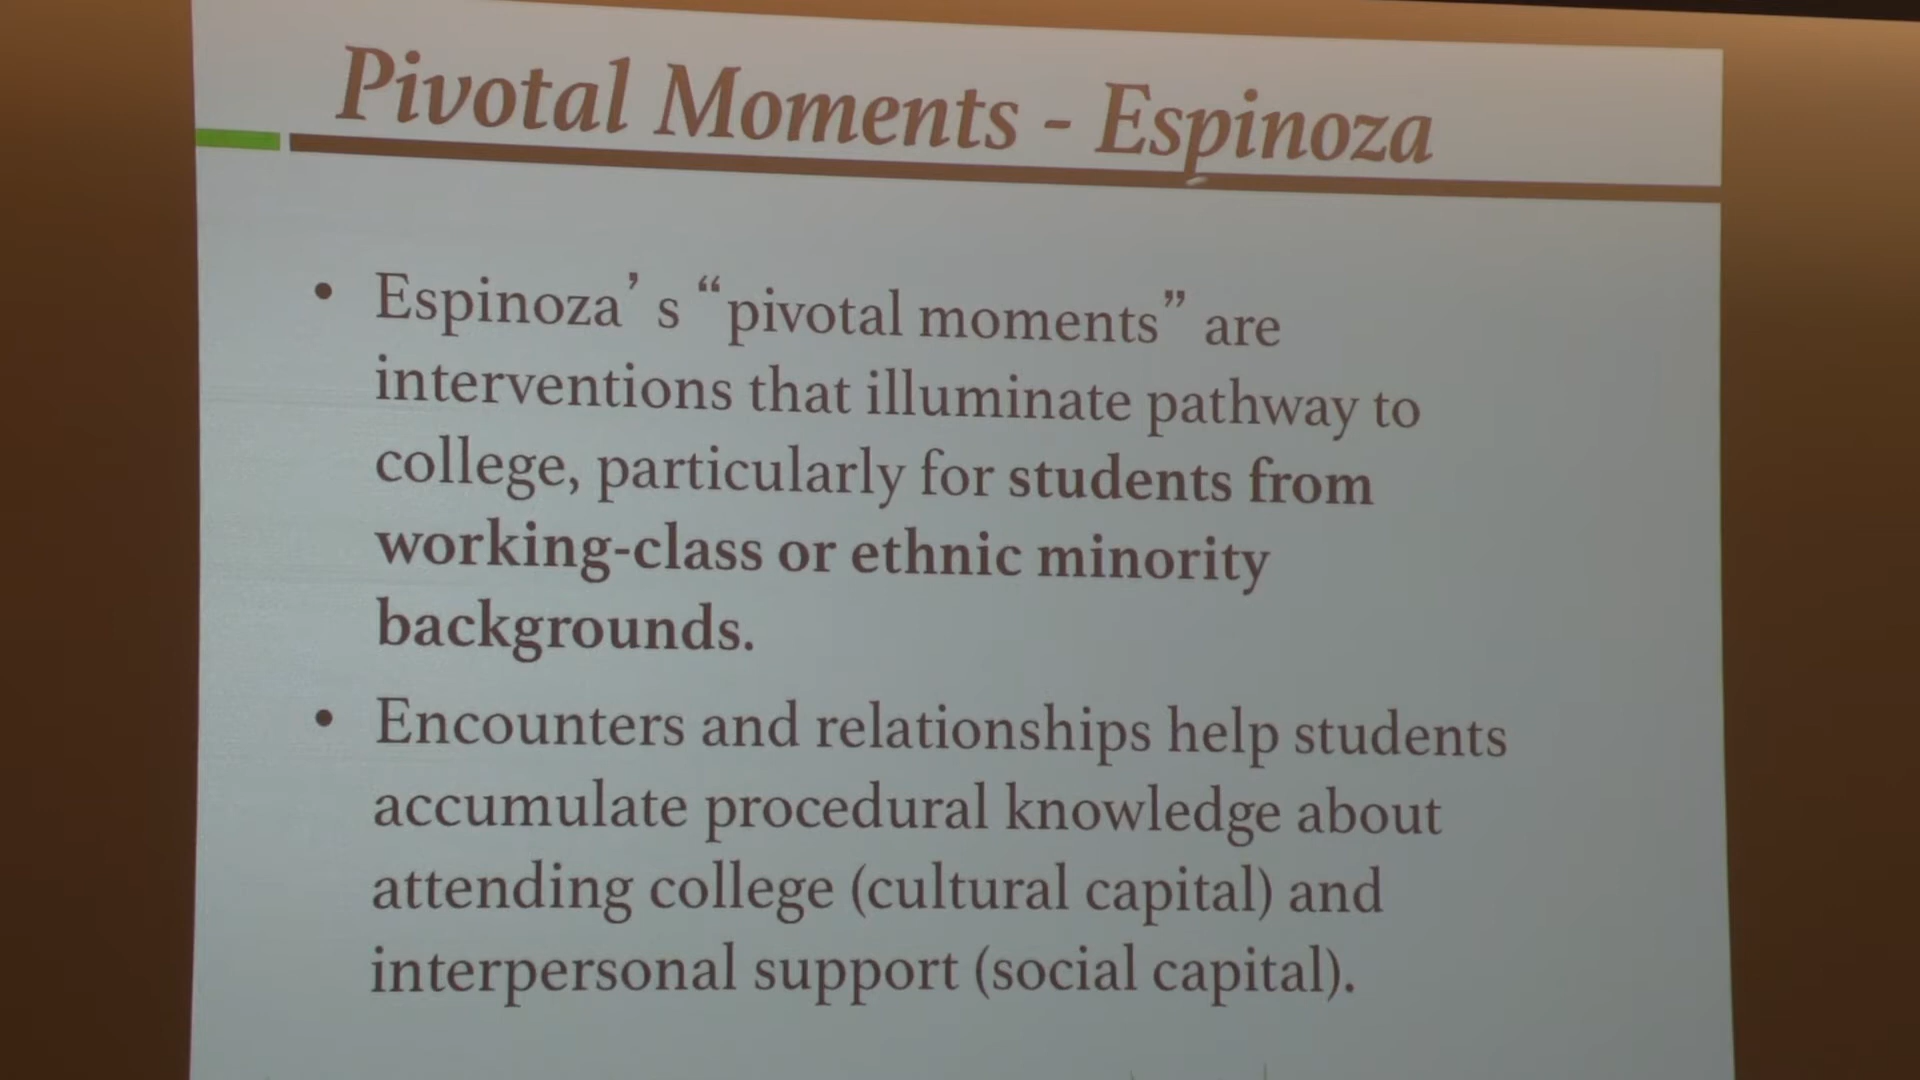 Pivotal Moments - Espinoza
• Espinoza’ s “pivotal moments” are
interventions that illuminate pathway to
college, particularly for students from
working-class or ethnic minority
backgrounds.
• Encounters and relationships help students
accumulate procedural knowledge about
attending college (cultural capital) and
interpersonal support (social capital).